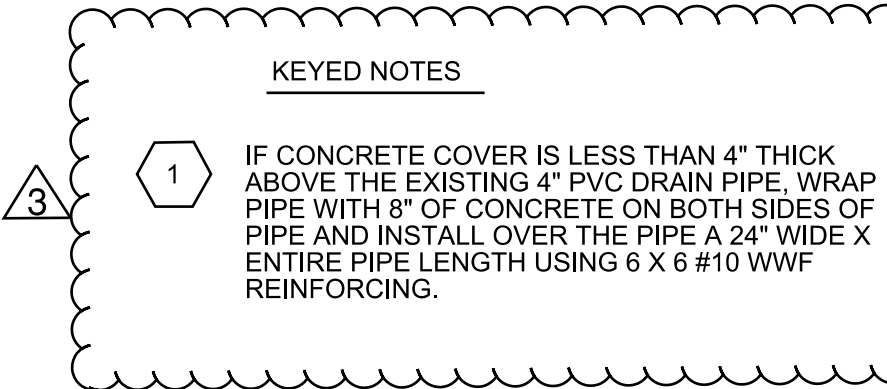 KEYED NOTES
3
1
IF CONCRETE COVER IS LESS THAN 4" THICK
ABOVE THE EXISTING 4" PVC DRAIN PIPE, WRAP
PIPE WITH 8" OF CONCRETE ON BOTH SIDES OF
PIPE AND INSTALL OVER THE PIPE A 24" WIDE X
ENTIRE PIPE LENGTH USING 6 X 6 #10 WWF
REINFORCING.